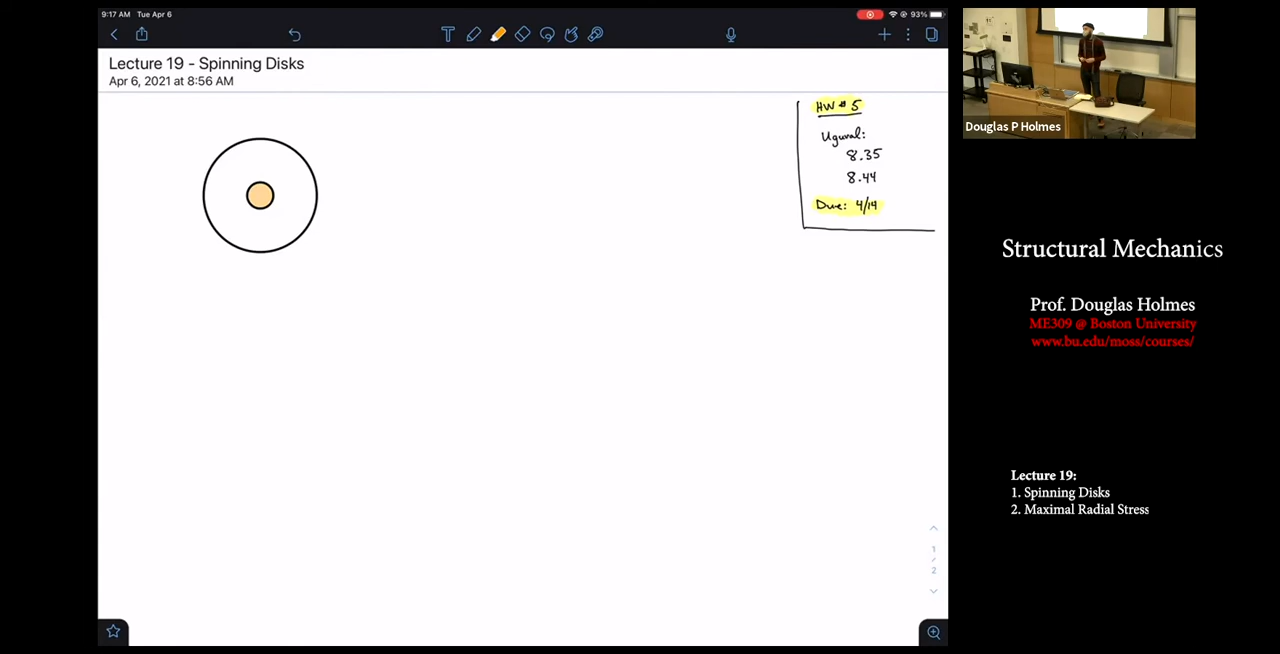 9:17 AM Tue Apr 6
93%
Lecture 19 - Spinning Disks
Apr 6, 2021 at 8:56 AM
HW # 5
Ugural:
8.35
8.44
Due: 4/14
1
/
2
Douglas P Holmes
Structural Mechanics
Prof. Douglas Holmes
ME309 @ Boston University
www.bu.edu/moss/courses/
Lecture 19:
1. Spinning Disks
2. Maximal Radial Stress